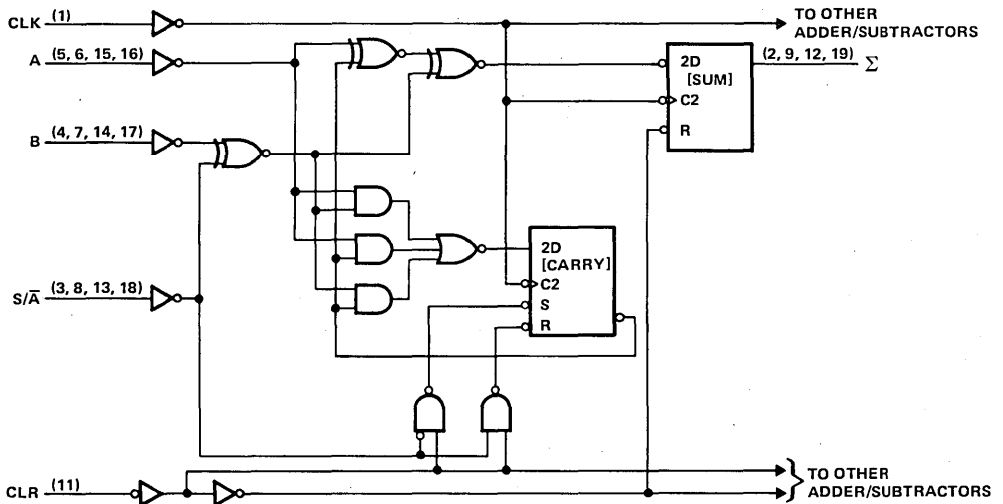 CLK (1)
TO OTHER
ADDER/SUBTRACTORS
A (5, 6, 15, 16)
2D
[SUM]
C2
R
(2, 9, 12, 19) Σ
B (4, 7, 14, 17)
2D
[CARRY]
C2
S
R
S/A̅ (3, 8, 13, 18)
CLR (11)
TO OTHER
ADDER/SUBTRACTORS